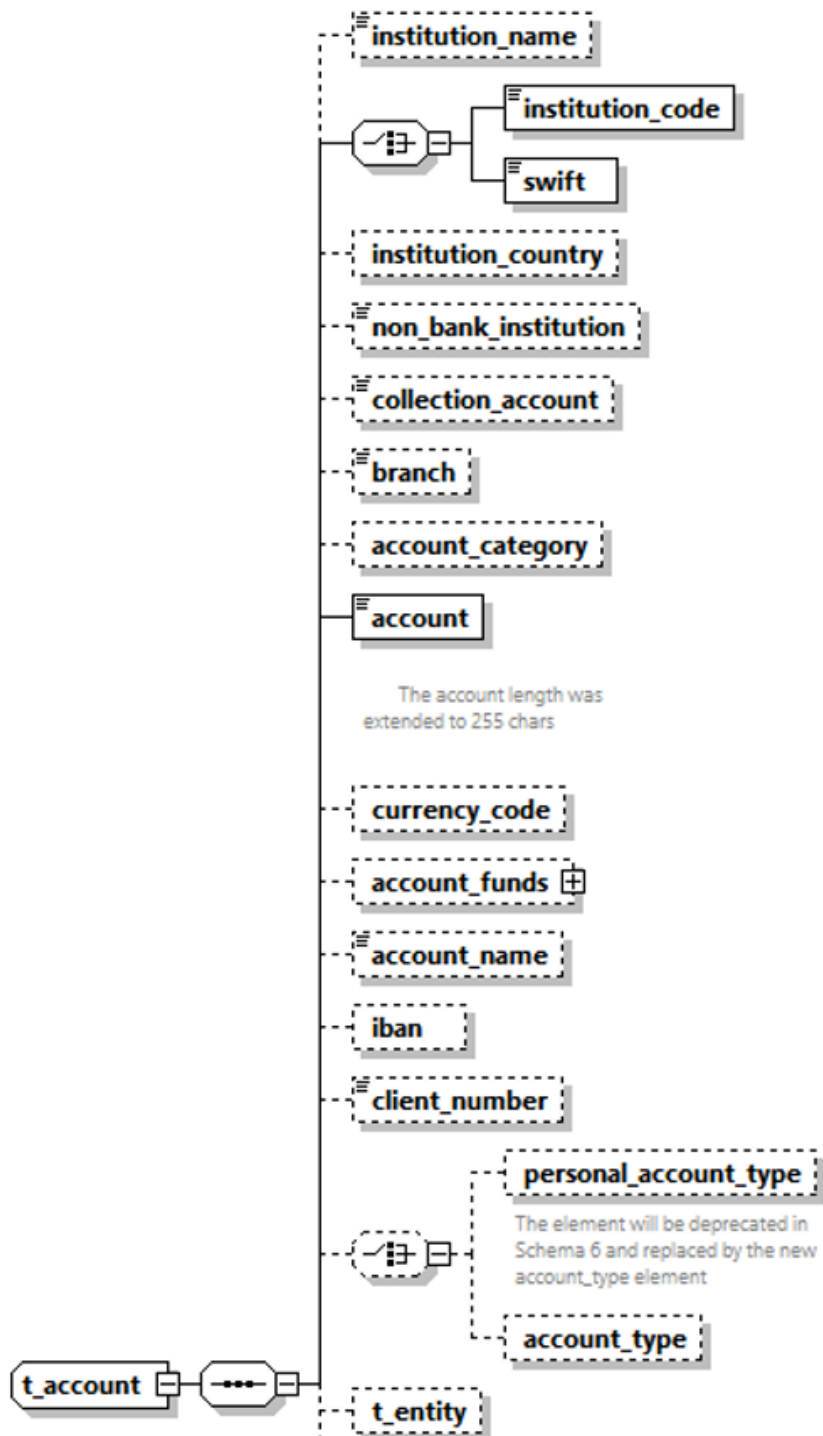 institution_name
institution_code
swift
institution_country
non_bank_institution
collection_account
branch
account_category
account
The account length was
extended to 255 chars
currency_code
account_funds
account_name
iban
client_number
personal_account_type
The element will be deprecated in
Schema 6 and replaced by the new
account_type element
account_type
t_account
t_entity